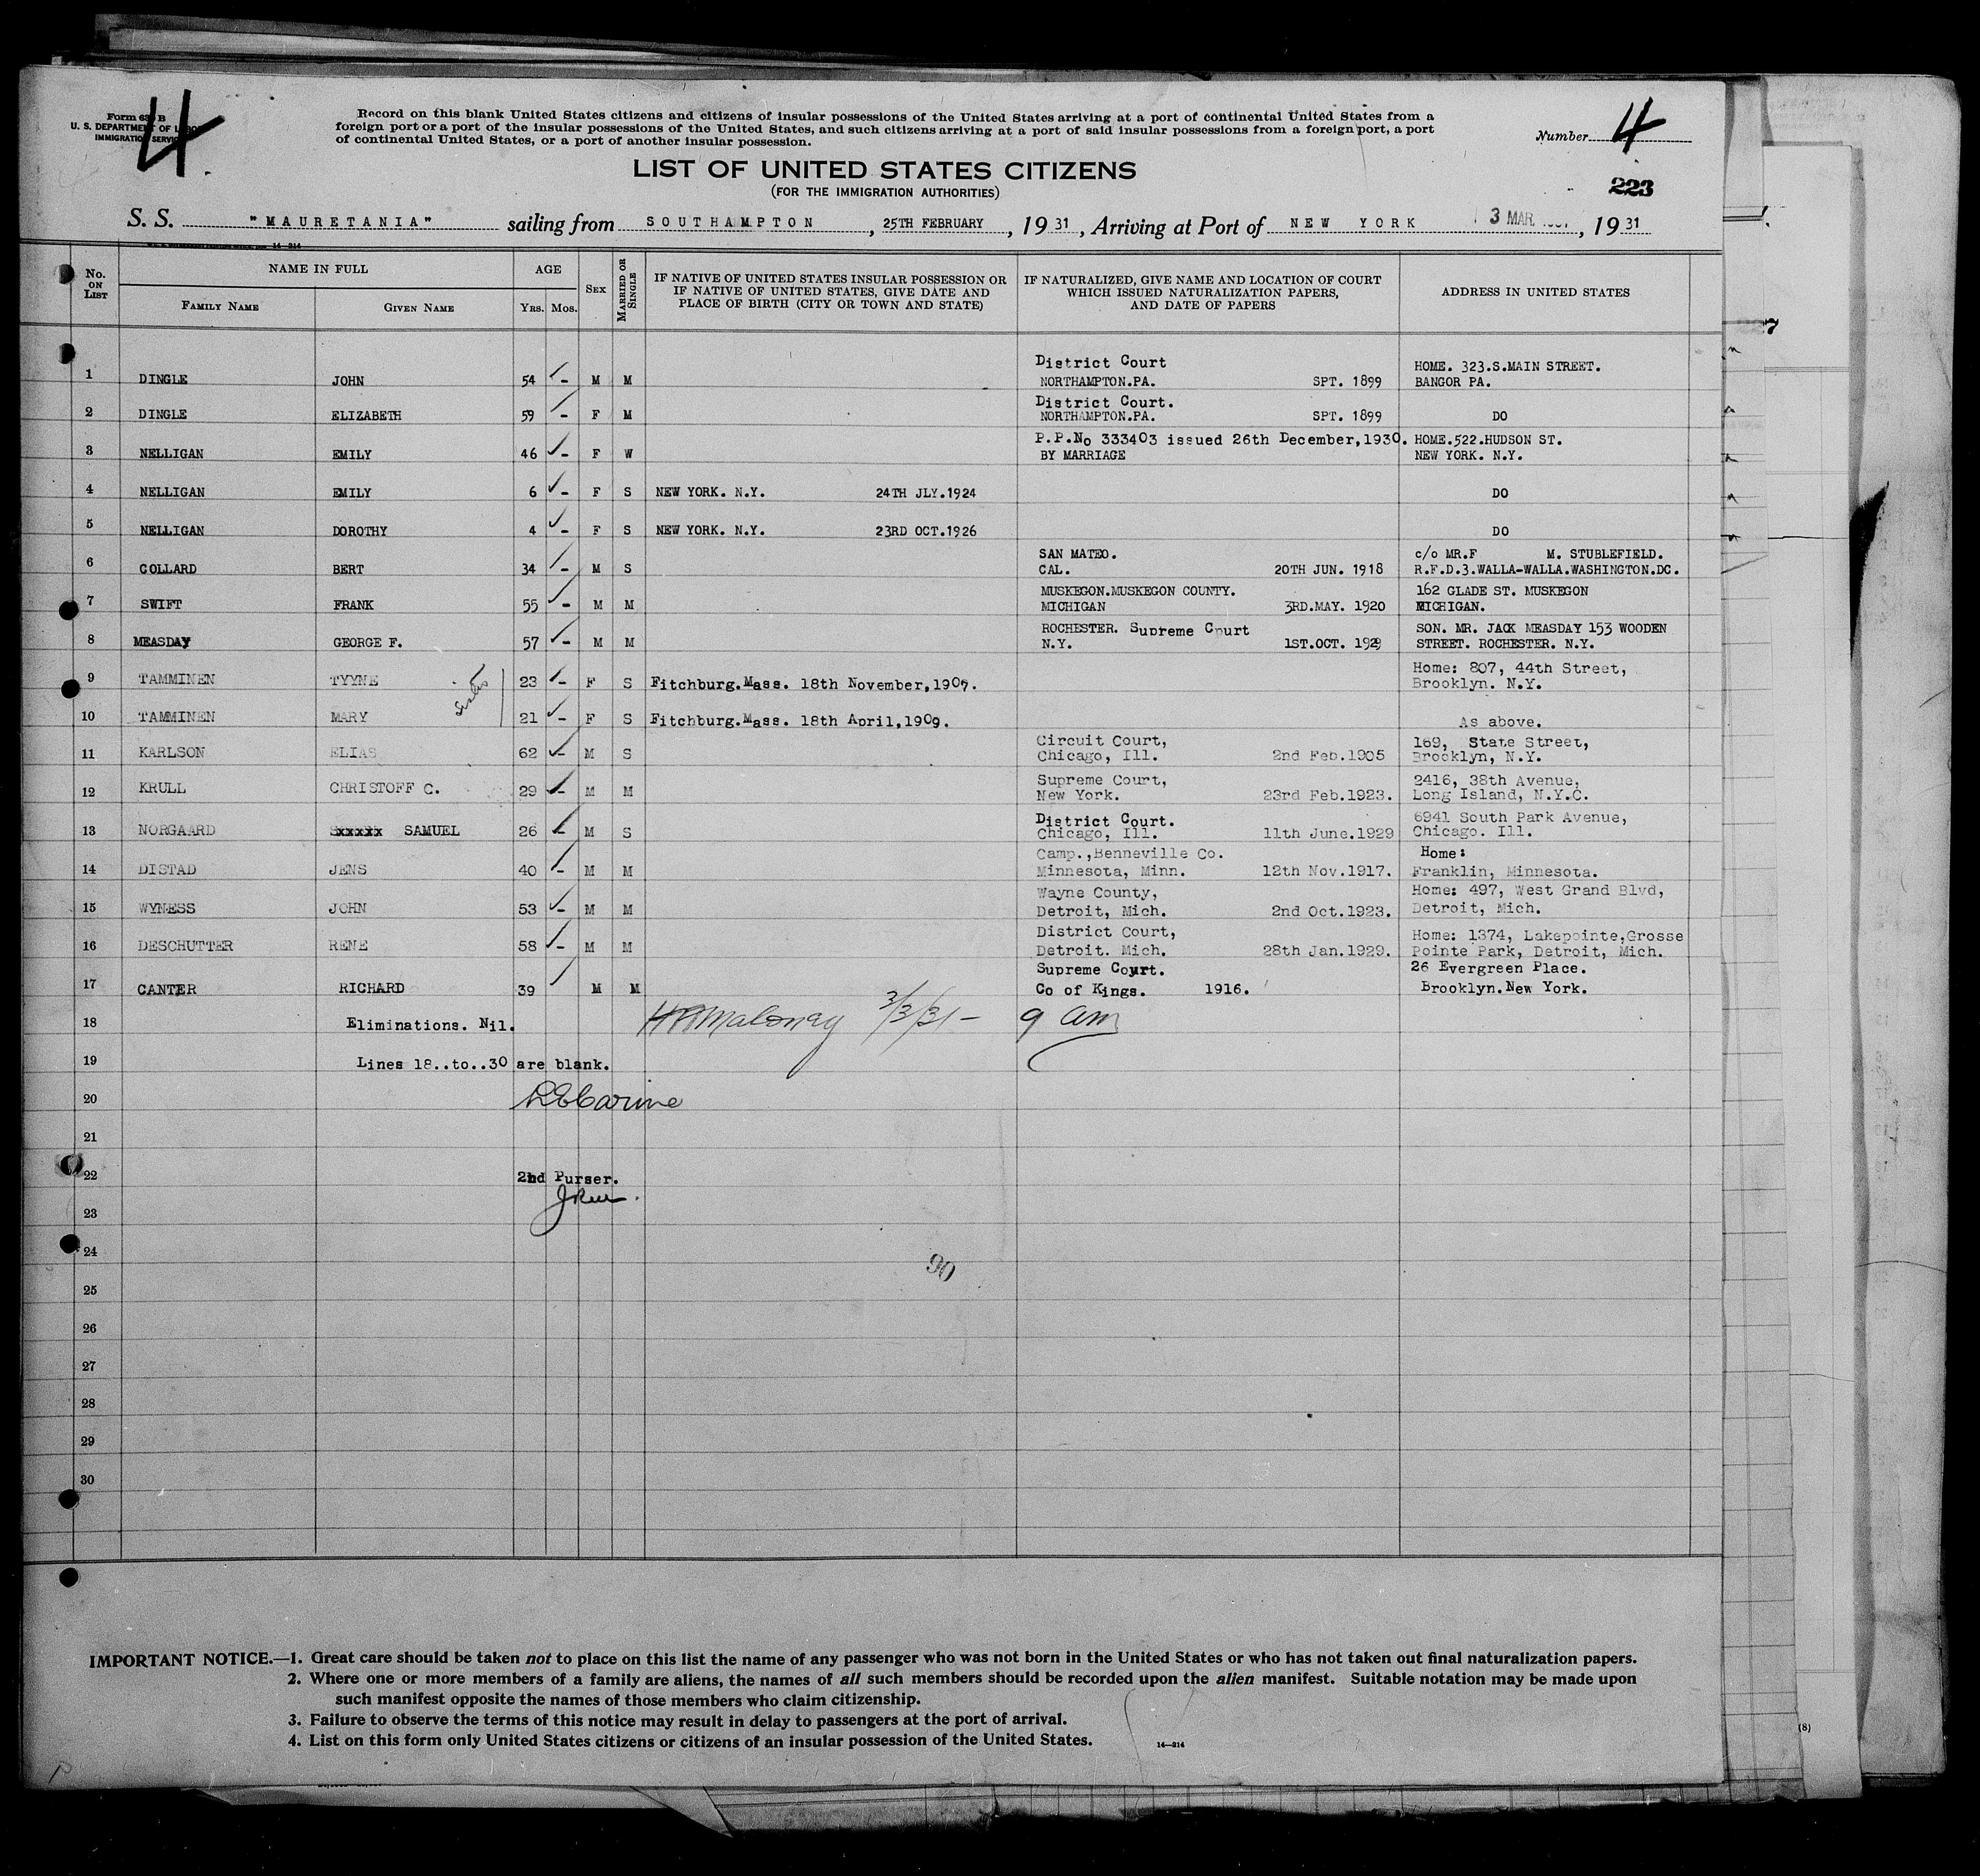 4
Form 630 B
U. S. DEPARTMENT OF LABOR
IMMIGRATION SERVICE
Record on this blank United States citizens and citizens of insular possessions of the United States arriving at a port of continental United States from a
foreign port or a port of the insular possessions of the United States, and such citizens arriving at a port of said insular possessions from a foreign port, a port
of continental United States, or a port of another insular possession.
Number 4
LIST OF UNITED STATES CITIZENS
(FOR THE IMMIGRATION AUTHORITIES)
223
S. S. "MAURETANIA" sailing from SOUTHAMPTON, 25TH FEBRUARY, 1931, Arriving at Port of NEW YORK 3 MAR. 1931, 1931
14—214
No. ON LIST NAME IN FULL AGE SEX MARRIED OR SINGLE IF NATIVE OF UNITED STATES INSULAR POSSESSION OR IF NATIVE OF UNITED STATES, GIVE DATE AND PLACE OF BIRTH (CITY OR TOWN AND STATE) IF NATURALIZED, GIVE NAME AND LOCATION OF COURT WHICH ISSUED NATURALIZATION PAPERS, AND DATE OF PAPERS ADDRESS IN UNITED STATES
FAMILY NAME GIVEN NAME YRS. MOS.
District Court HOME. 323.S.MAIN STREET.
1 DINGLE JOHN 54 - M M NORTHAMPTON.PA. SPT. 1899 BANGOR PA.
District Court.
2 DINGLE ELIZABETH 59 - F M NORTHAMPTON.PA. SPT. 1899 DO
P.P.No 333403 issued 26th December,1930. HOME.522.HUDSON ST.
3 NELLIGAN EMILY 46 - F W BY MARRIAGE NEW YORK. N.Y.
4 NELLIGAN EMILY 6 - F S NEW YORK. N.Y. 24TH JLY.1924 DO
5 NELLIGAN DOROTHY 4 - F S NEW YORK. N.Y. 23RD OCT.1926 DO
SAN MATEO. c/o MR.F M. STUBLEFIELD.
6 COLLARD BERT 34 - M S CAL. 20TH JUN. 1918 R.F.D.3.WALLA-WALLA.WASHINGTON.DC.
MUSKEGON.MUSKEGON COUNTY. 162 GLADE ST. MUSKEGON
7 SWIFT FRANK 55 - M M MICHIGAN 3RD.MAY. 1920 MICHIGAN.
ROCHESTER. Supreme Court SON. MR. JACK MEASDAY 153 WOODEN
8 MEASDAY GEORGE F. 57 - M M N.Y. 1ST.OCT. 1929 STREET. ROCHESTER. N.Y.
Home: 807, 44th Street,
9 TAMMINEN TYYNE Sisters 23 - F S Fitchburg.Mass. 18th November,1907. Brooklyn. N.Y.
10 TAMMINEN MARY 21 - F S Fitchburg.Mass. 18th April,1909. As above.
Circuit Court, 169, State Street,
11 KARLSON ELIAS 62 - M S Chicago, Ill. 2nd Feb.1905 Brooklyn, N.Y.
Supreme Court, 2416, 38th Avenue,
12 KRULL CHRISTOFF C. 29 - M M New York. 23rd Feb.1923. Long Island, N.Y.C.
District Court. 6941 South Park Avenue,
13 NORGAARD SAMUEL 26 - M S Chicago, Ill. 11th June.1929 Chicago. Ill.
Camp.,Benneville Co. Home:
14 DISTAD JENS 40 - M M Minnesota, Minn. 12th Nov.1917. Franklin, Minnesota.
Wayne County, Home: 497, West Grand Blvd,
15 WYNESS JOHN 53 - M M Detroit, Mich. 2nd Oct.1923. Detroit, Mich.
District Court, Home: 1374, Lakepointe,Grosse
16 DESCHUTTER RENE 58 - M M Detroit. Mich. 28th Jan.1929. Pointe Park, Detroit, Mich.
Supreme Court. 26 Evergreen Place.
17 CANTER RICHARD 39 M M Co of Kings. 1916. Brooklyn.New York.
18 Eliminations. Nil. Maloney 3/3/31 - 9 am
19 Lines 18..to..30 are blank.
20
21
22 2nd Purser.
23
24
90
25
26
27
28
29
30
IMPORTANT NOTICE.—1. Great care should be taken not to place on this list the name of any passenger who was not born in the United States or who has not taken out final naturalization papers.
2. Where one or more members of a family are aliens, the names of all such members should be recorded upon the alien manifest. Suitable notation may be made upon
such manifest opposite the names of those members who claim citizenship.
3. Failure to observe the terms of this notice may result in delay to passengers at the port of arrival.
4. List on this form only United States citizens or citizens of an insular possession of the United States.
14—214
(8)